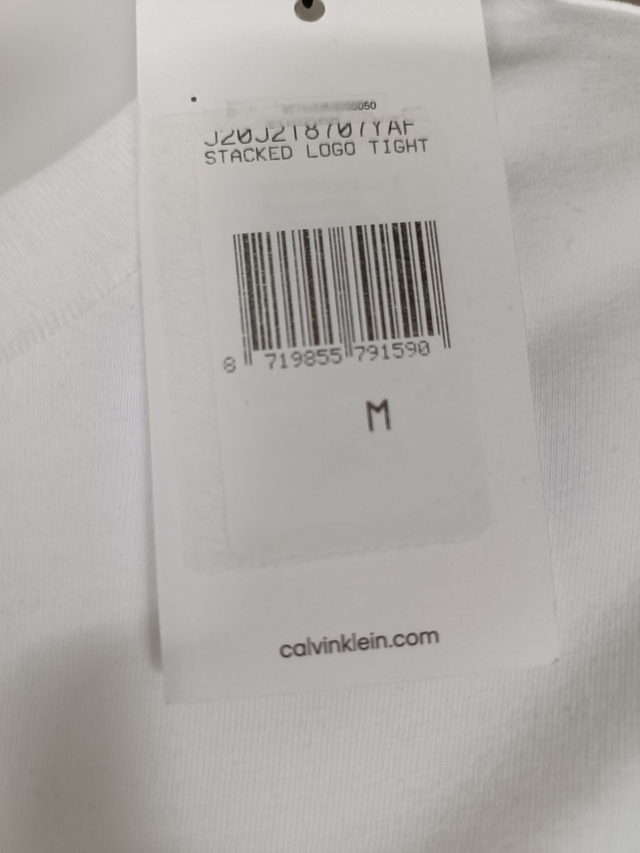 J20J218707YAF
STACKED LOGO TIGHT
8 719855 791590
M
calvinklein.com